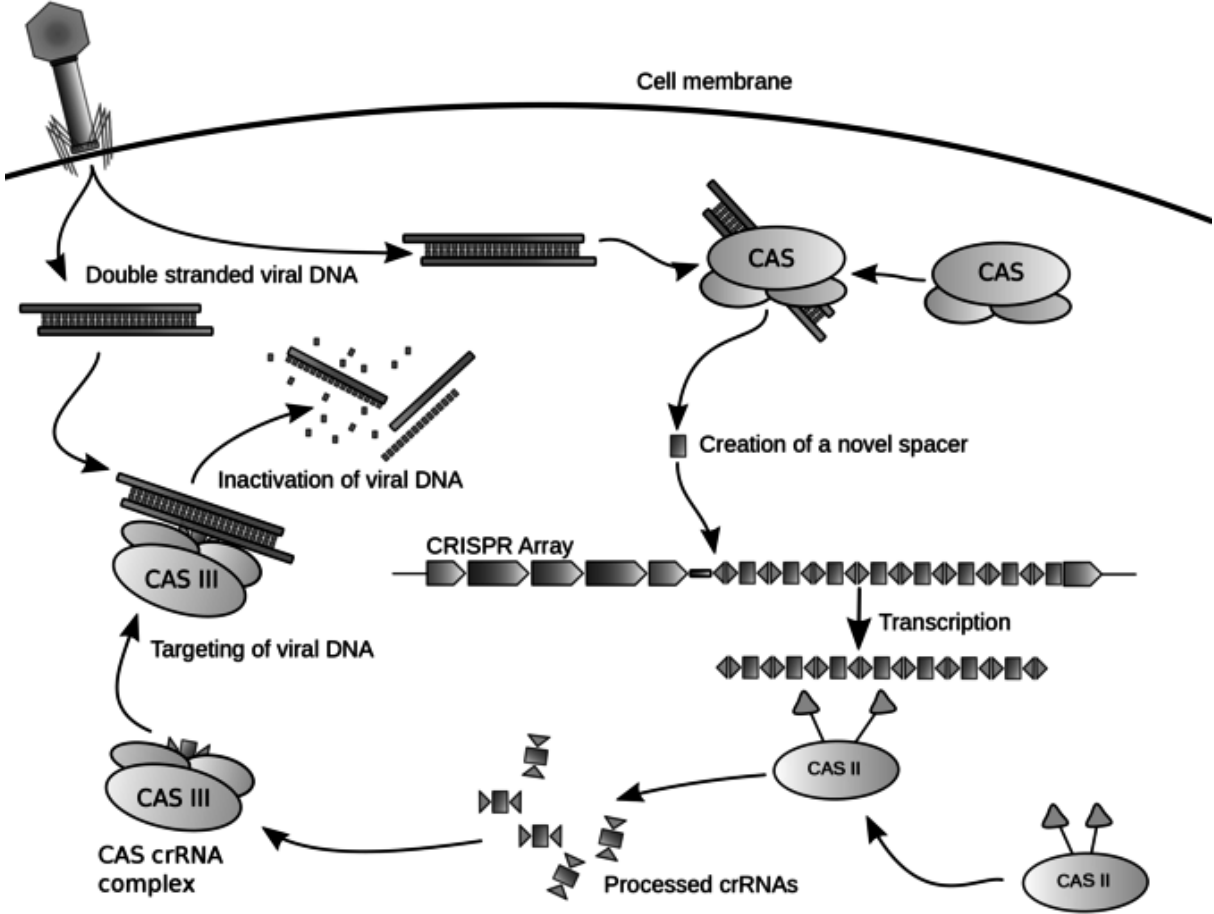 Cell membrane
CAS
CAS
Double stranded viral DNA
Creation of a novel spacer
Inactivation of viral DNA
CRISPR Array
CAS III
Transcription
Targeting of viral DNA
CAS II
CAS III
CAS crRNA
complex
Processed crRNAs
CAS II